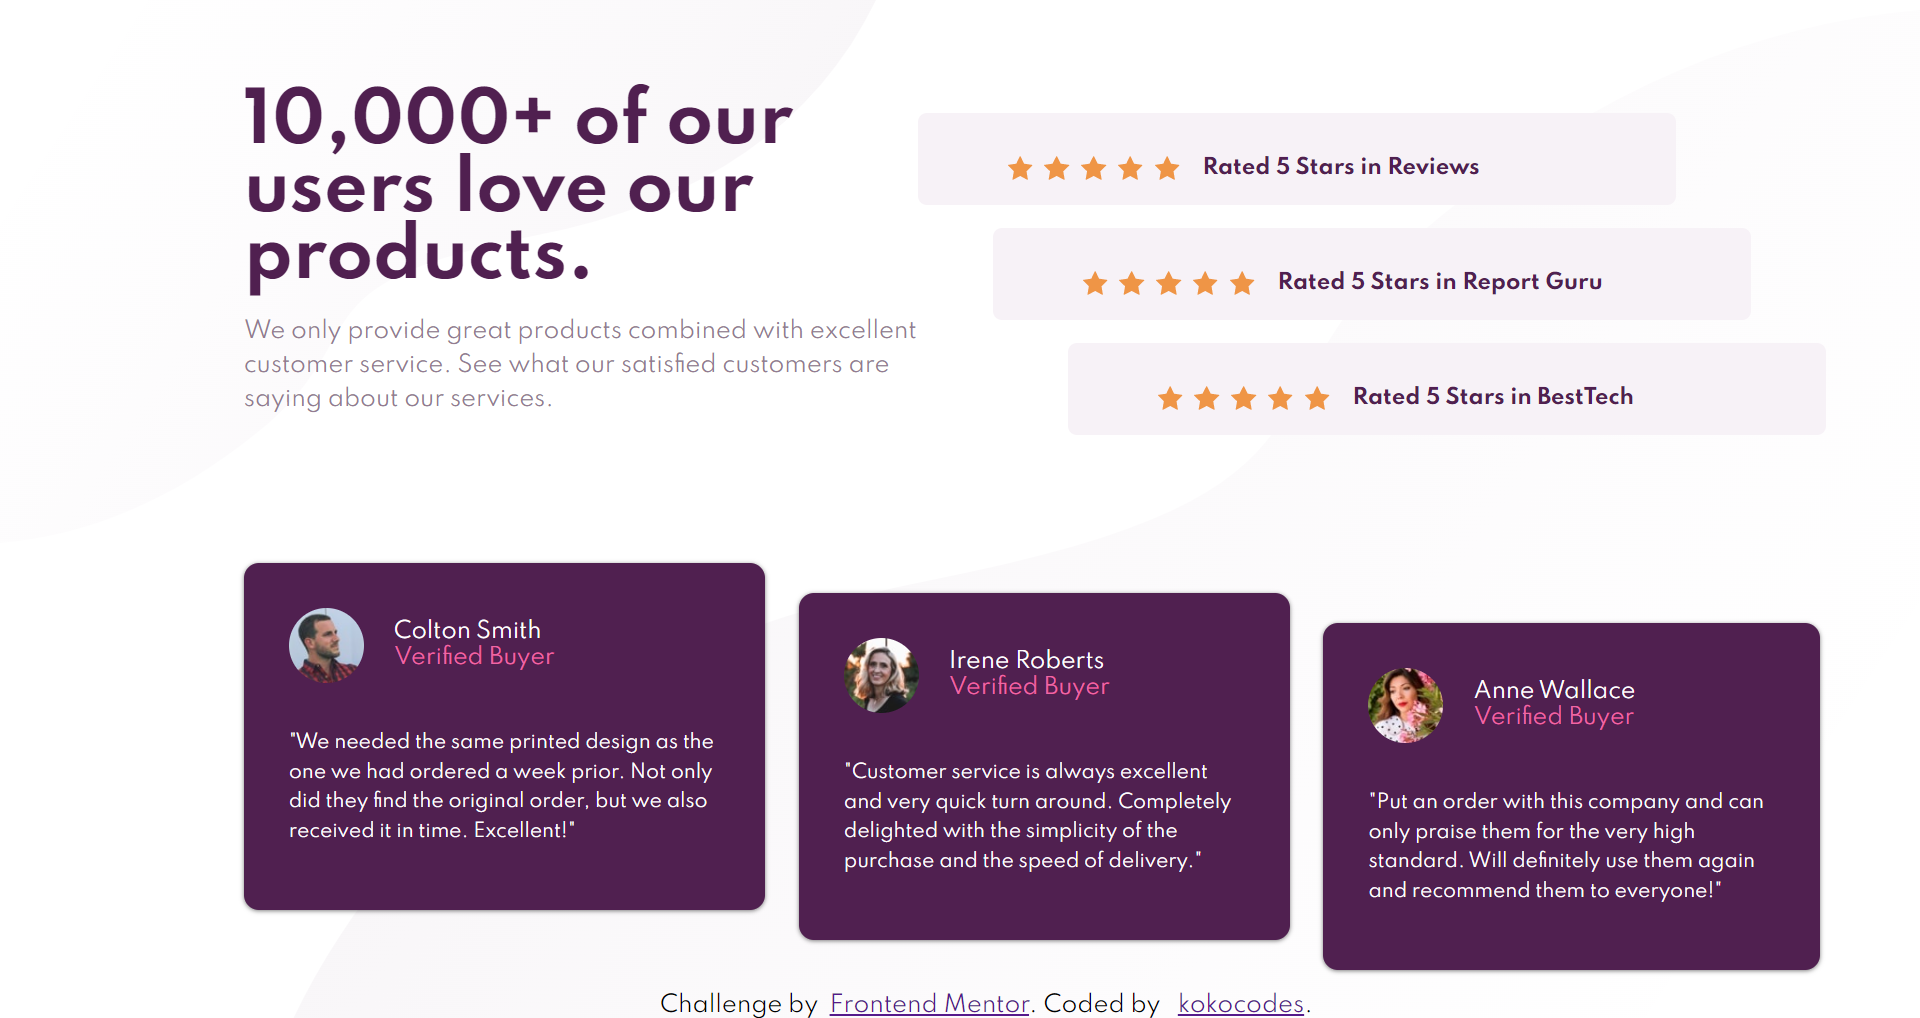 10,000+ of our
users love our
products.
We only provide great products combined with excellent
customer service. See what our satisfied customers are
saying about our services.
Rated 5 Stars in Reviews
Rated 5 Stars in Report Guru
Rated 5 Stars in BestTech
Colton Smith
Verified Buyer
"We needed the same printed design as the
one we had ordered a week prior. Not only
did they find the original order, but we also
received it in time. Excellent!"
Irene Roberts
Verified Buyer
"Customer service is always excellent
and very quick turn around. Completely
delighted with the simplicity of the
purchase and the speed of delivery."
Anne Wallace
Verified Buyer
"Put an order with this company and can
only praise them for the very high
standard. Will definitely use them again
and recommend them to everyone!"
Challenge by Frontend Mentor. Coded by kokocodes.